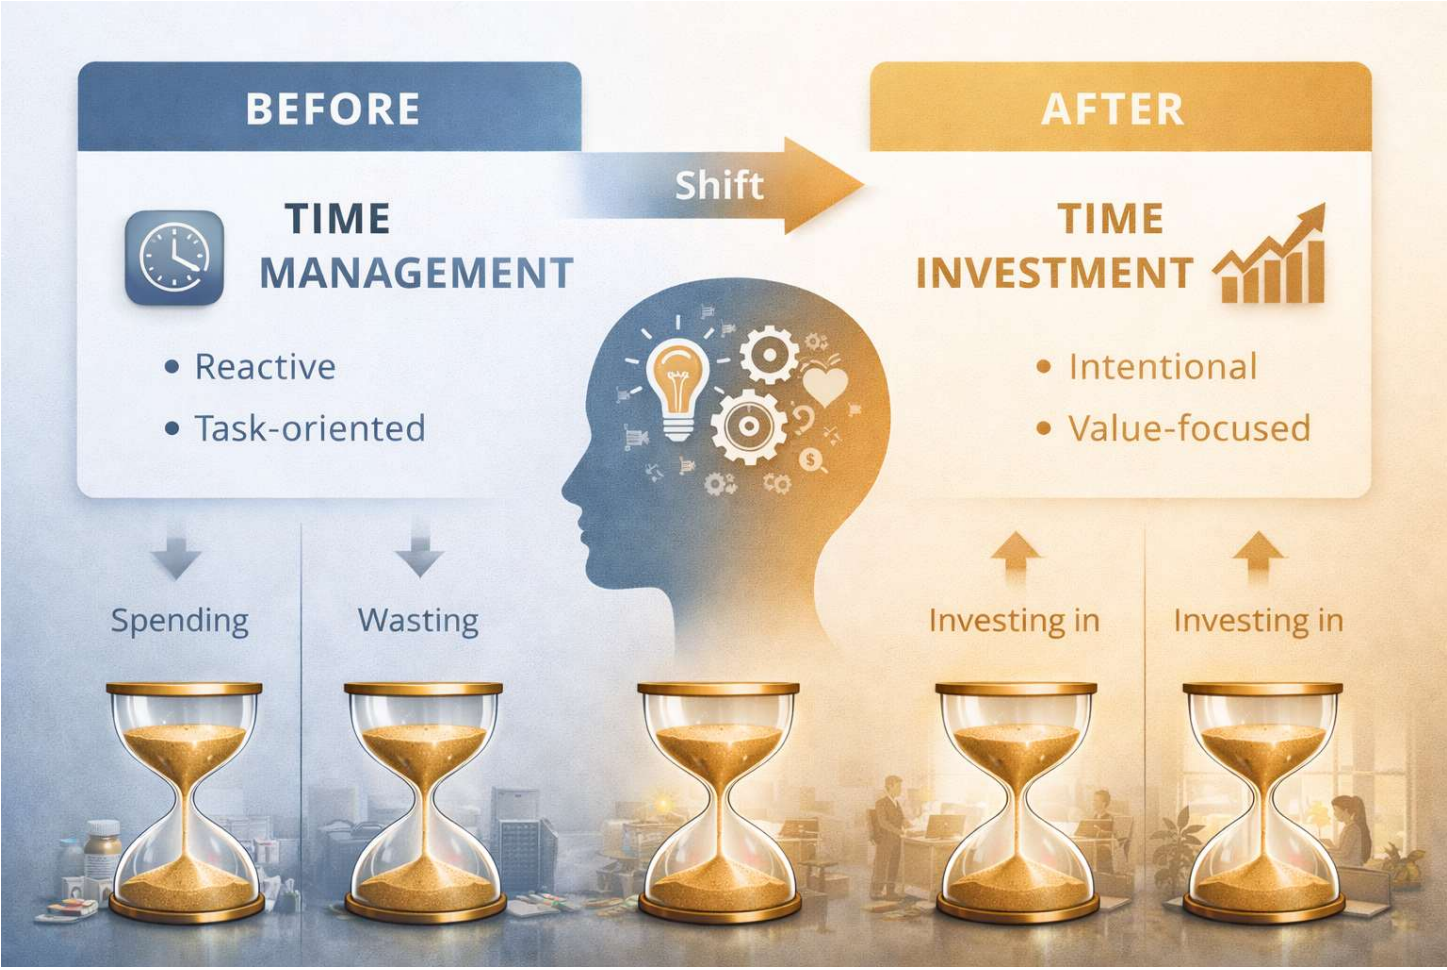 BEFORE
AFTER
Shift
TIME
MANAGEMENT
TIME
INVESTMENT
• Reactive
• Task-oriented
• Intentional
• Value-focused
Spending
Wasting
Investing in
Investing in
$